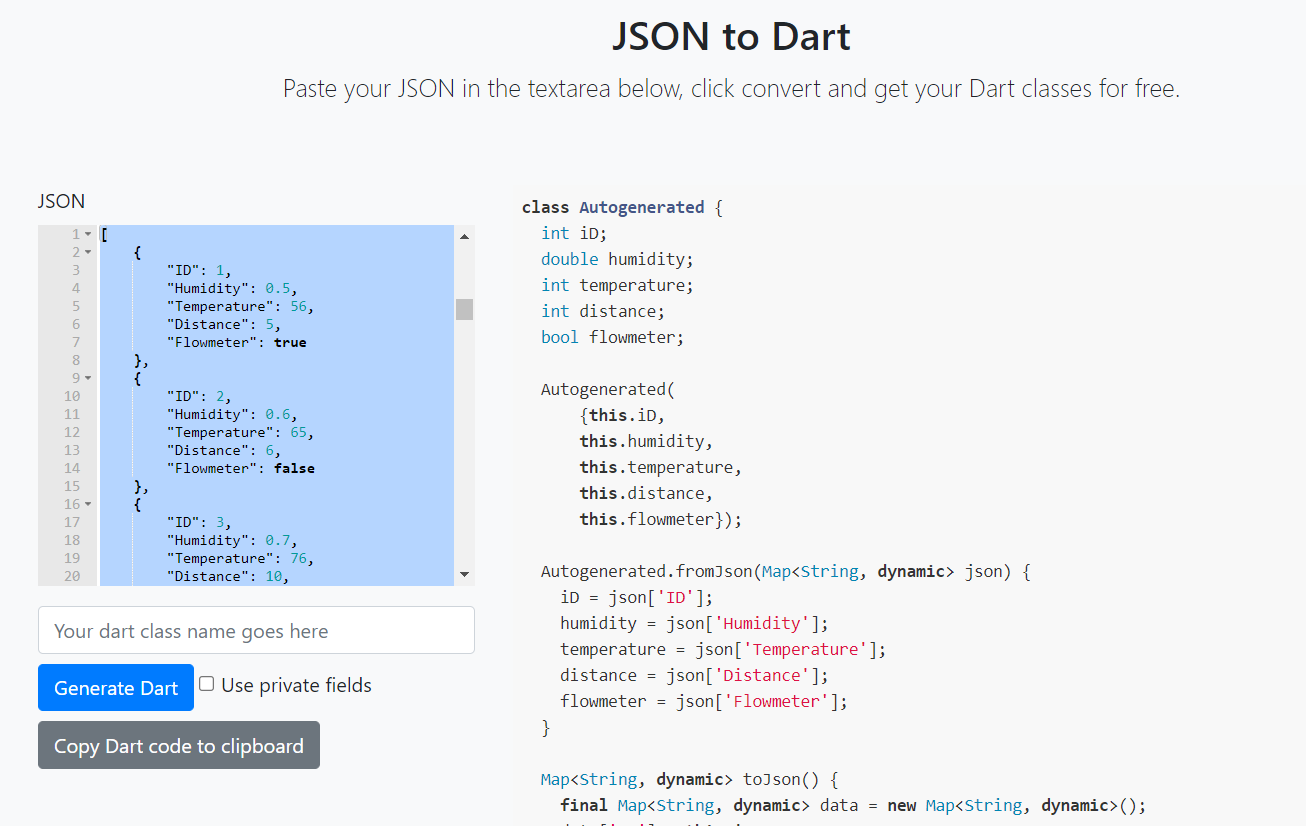 JSON to Dart
Paste your JSON in the textarea below, click convert and get your Dart classes for free.
JSON
1 [
2 {
3 "ID": 1,
4 "Humidity": 0.5,
5 "Temperature": 56,
6 "Distance": 5,
7 "Flowmeter": true
8 },
9 {
10 "ID": 2,
11 "Humidity": 0.6,
12 "Temperature": 65,
13 "Distance": 6,
14 "Flowmeter": false
15 },
16 {
17 "ID": 3,
18 "Humidity": 0.7,
19 "Temperature": 76,
20 "Distance": 10,
Your dart class name goes here
Generate Dart Use private fields
Copy Dart code to clipboard
class Autogenerated {
int iD;
double humidity;
int temperature;
int distance;
bool flowmeter;
Autogenerated(
{this.iD,
this.humidity,
this.temperature,
this.distance,
this.flowmeter});
Autogenerated.fromJson(Map<String, dynamic> json) {
iD = json['ID'];
humidity = json['Humidity'];
temperature = json['Temperature'];
distance = json['Distance'];
flowmeter = json['Flowmeter'];
}
Map<String, dynamic> toJson() {
final Map<String, dynamic> data = new Map<String, dynamic>();